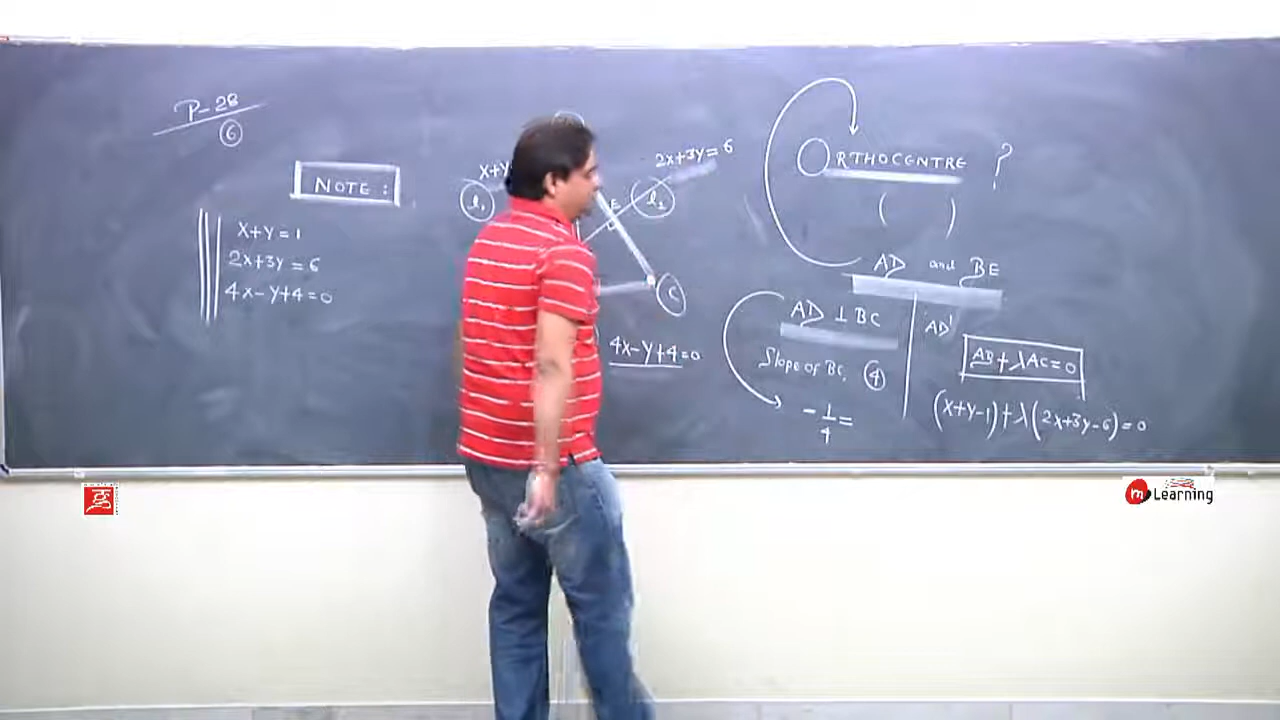 P-28
6
NOTE :
x+y=1
2x+3y=6
4x-y+4=0
x+y=
l₁
2x+3y=6
l₂
E
C
4x-y+4=0
ORTHOCENTRE ?
( )
AD and BE
AD ⊥ BC
Slope of BC, 4
-1/4 =
AD'
AB+λAC=0
(x+y-1)+λ(2x+3y-6)=0
m Learning